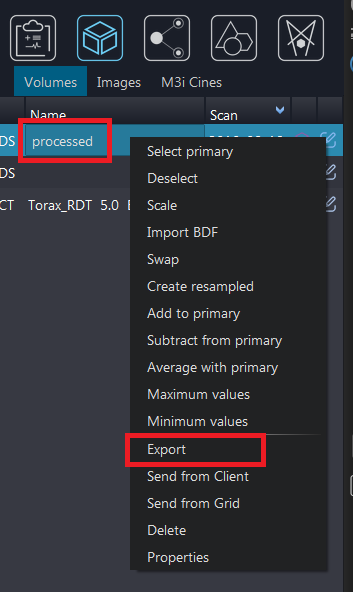 Volumes Images M3i Cines
Name Scan
DS processed
DS
CT Torax_RDT 5.0
Select primary
Deselect
Scale
Import BDF
Swap
Create resampled
Add to primary
Subtract from primary
Average with primary
Maximum values
Minimum values
Export
Send from Client
Send from Grid
Delete
Properties